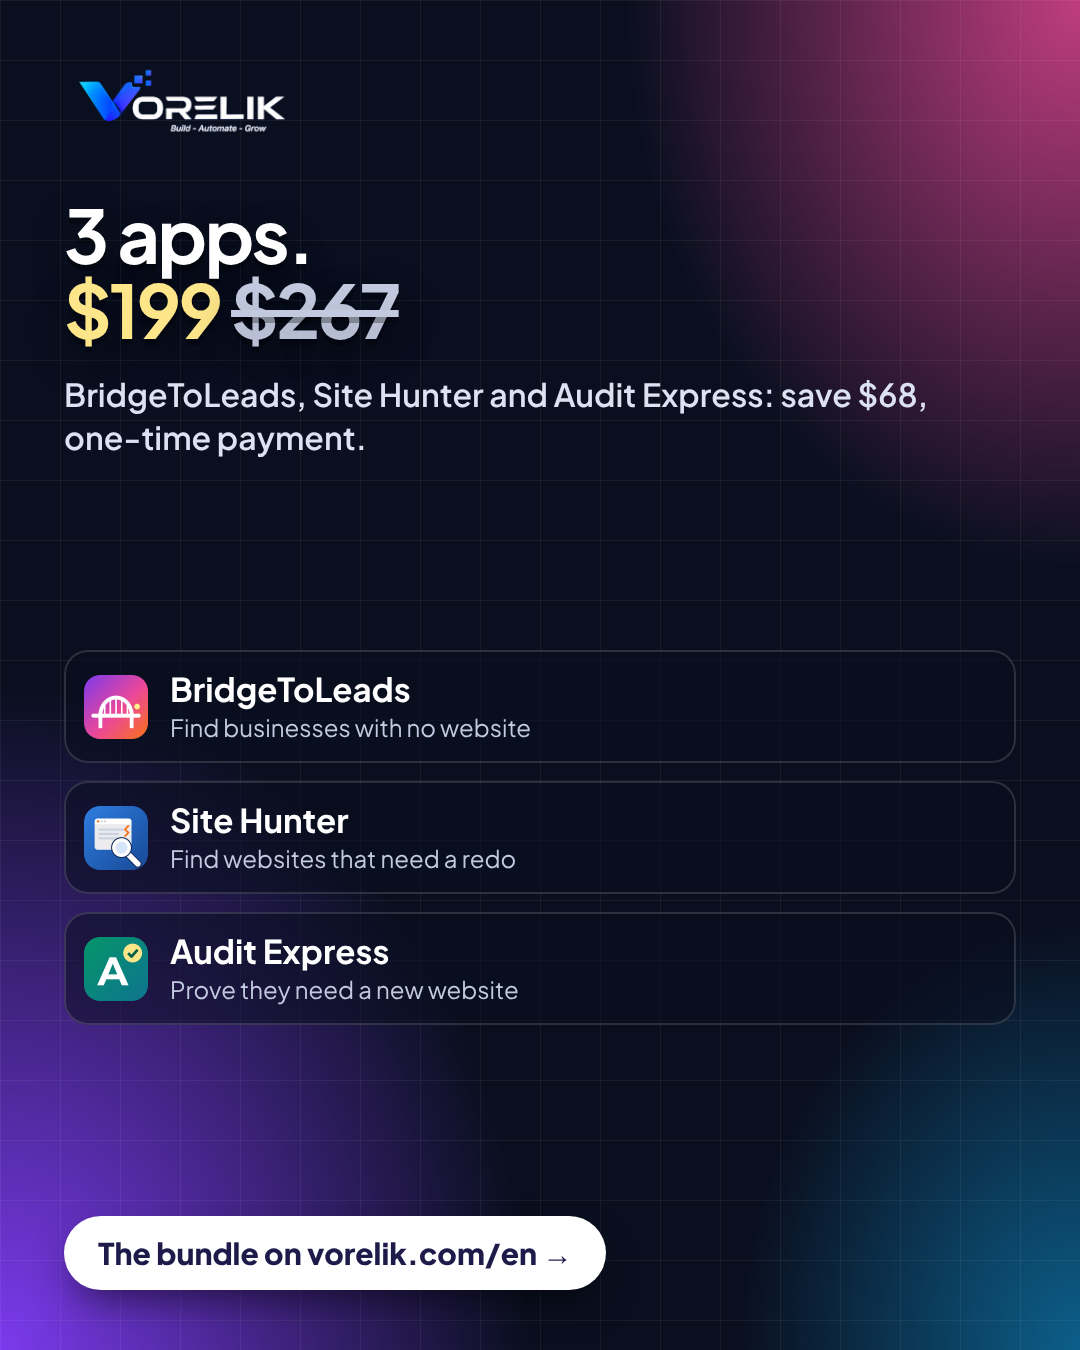 VORELIK
Build - Automate - Grow
3 apps.
$199 $267
BridgeToLeads, Site Hunter and Audit Express: save $68,
one-time payment.
BridgeToLeads
Find businesses with no website
Site Hunter
Find websites that need a redo
A
Audit Express
Prove they need a new website
The bundle on vorelik.com/en →